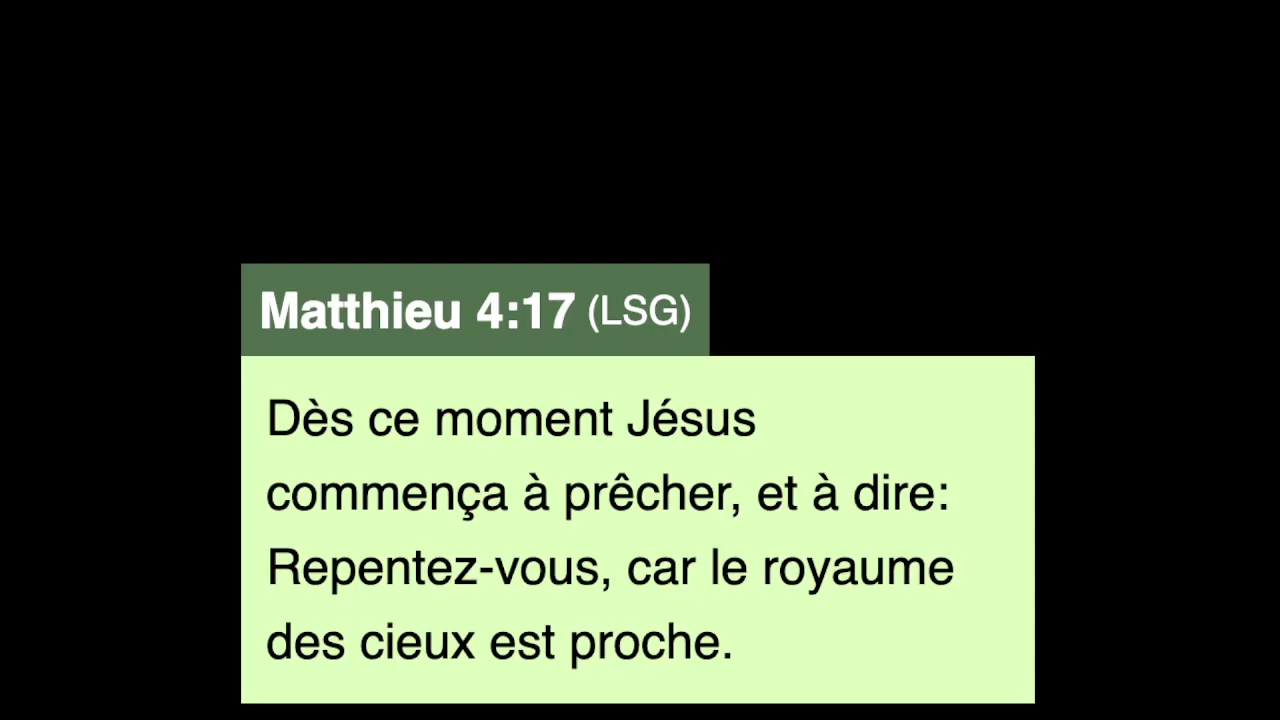 Matthieu 4:17 (LSG)
Dès ce moment Jésus
commença à prêcher, et à dire:
Repentez-vous, car le royaume
des cieux est proche.